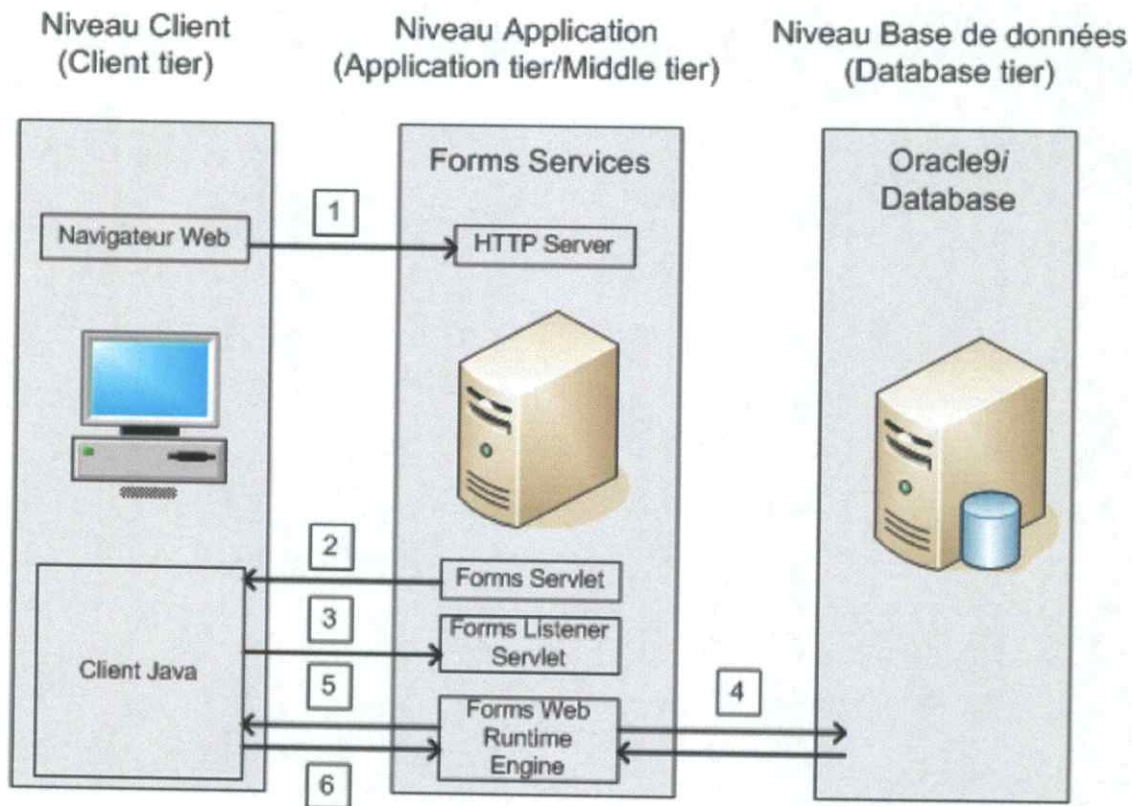 Niveau Client
(Client tier)
Niveau Application
(Application tier/Middle tier)
Niveau Base de données
(Database tier)
Forms Services
Oracle9i
Database
1
Navigateur Web
HTTP Server
2
Forms Servlet
3
Forms Listener
Servlet
Client Java
5
4
Forms Web
Runtime
Engine
6